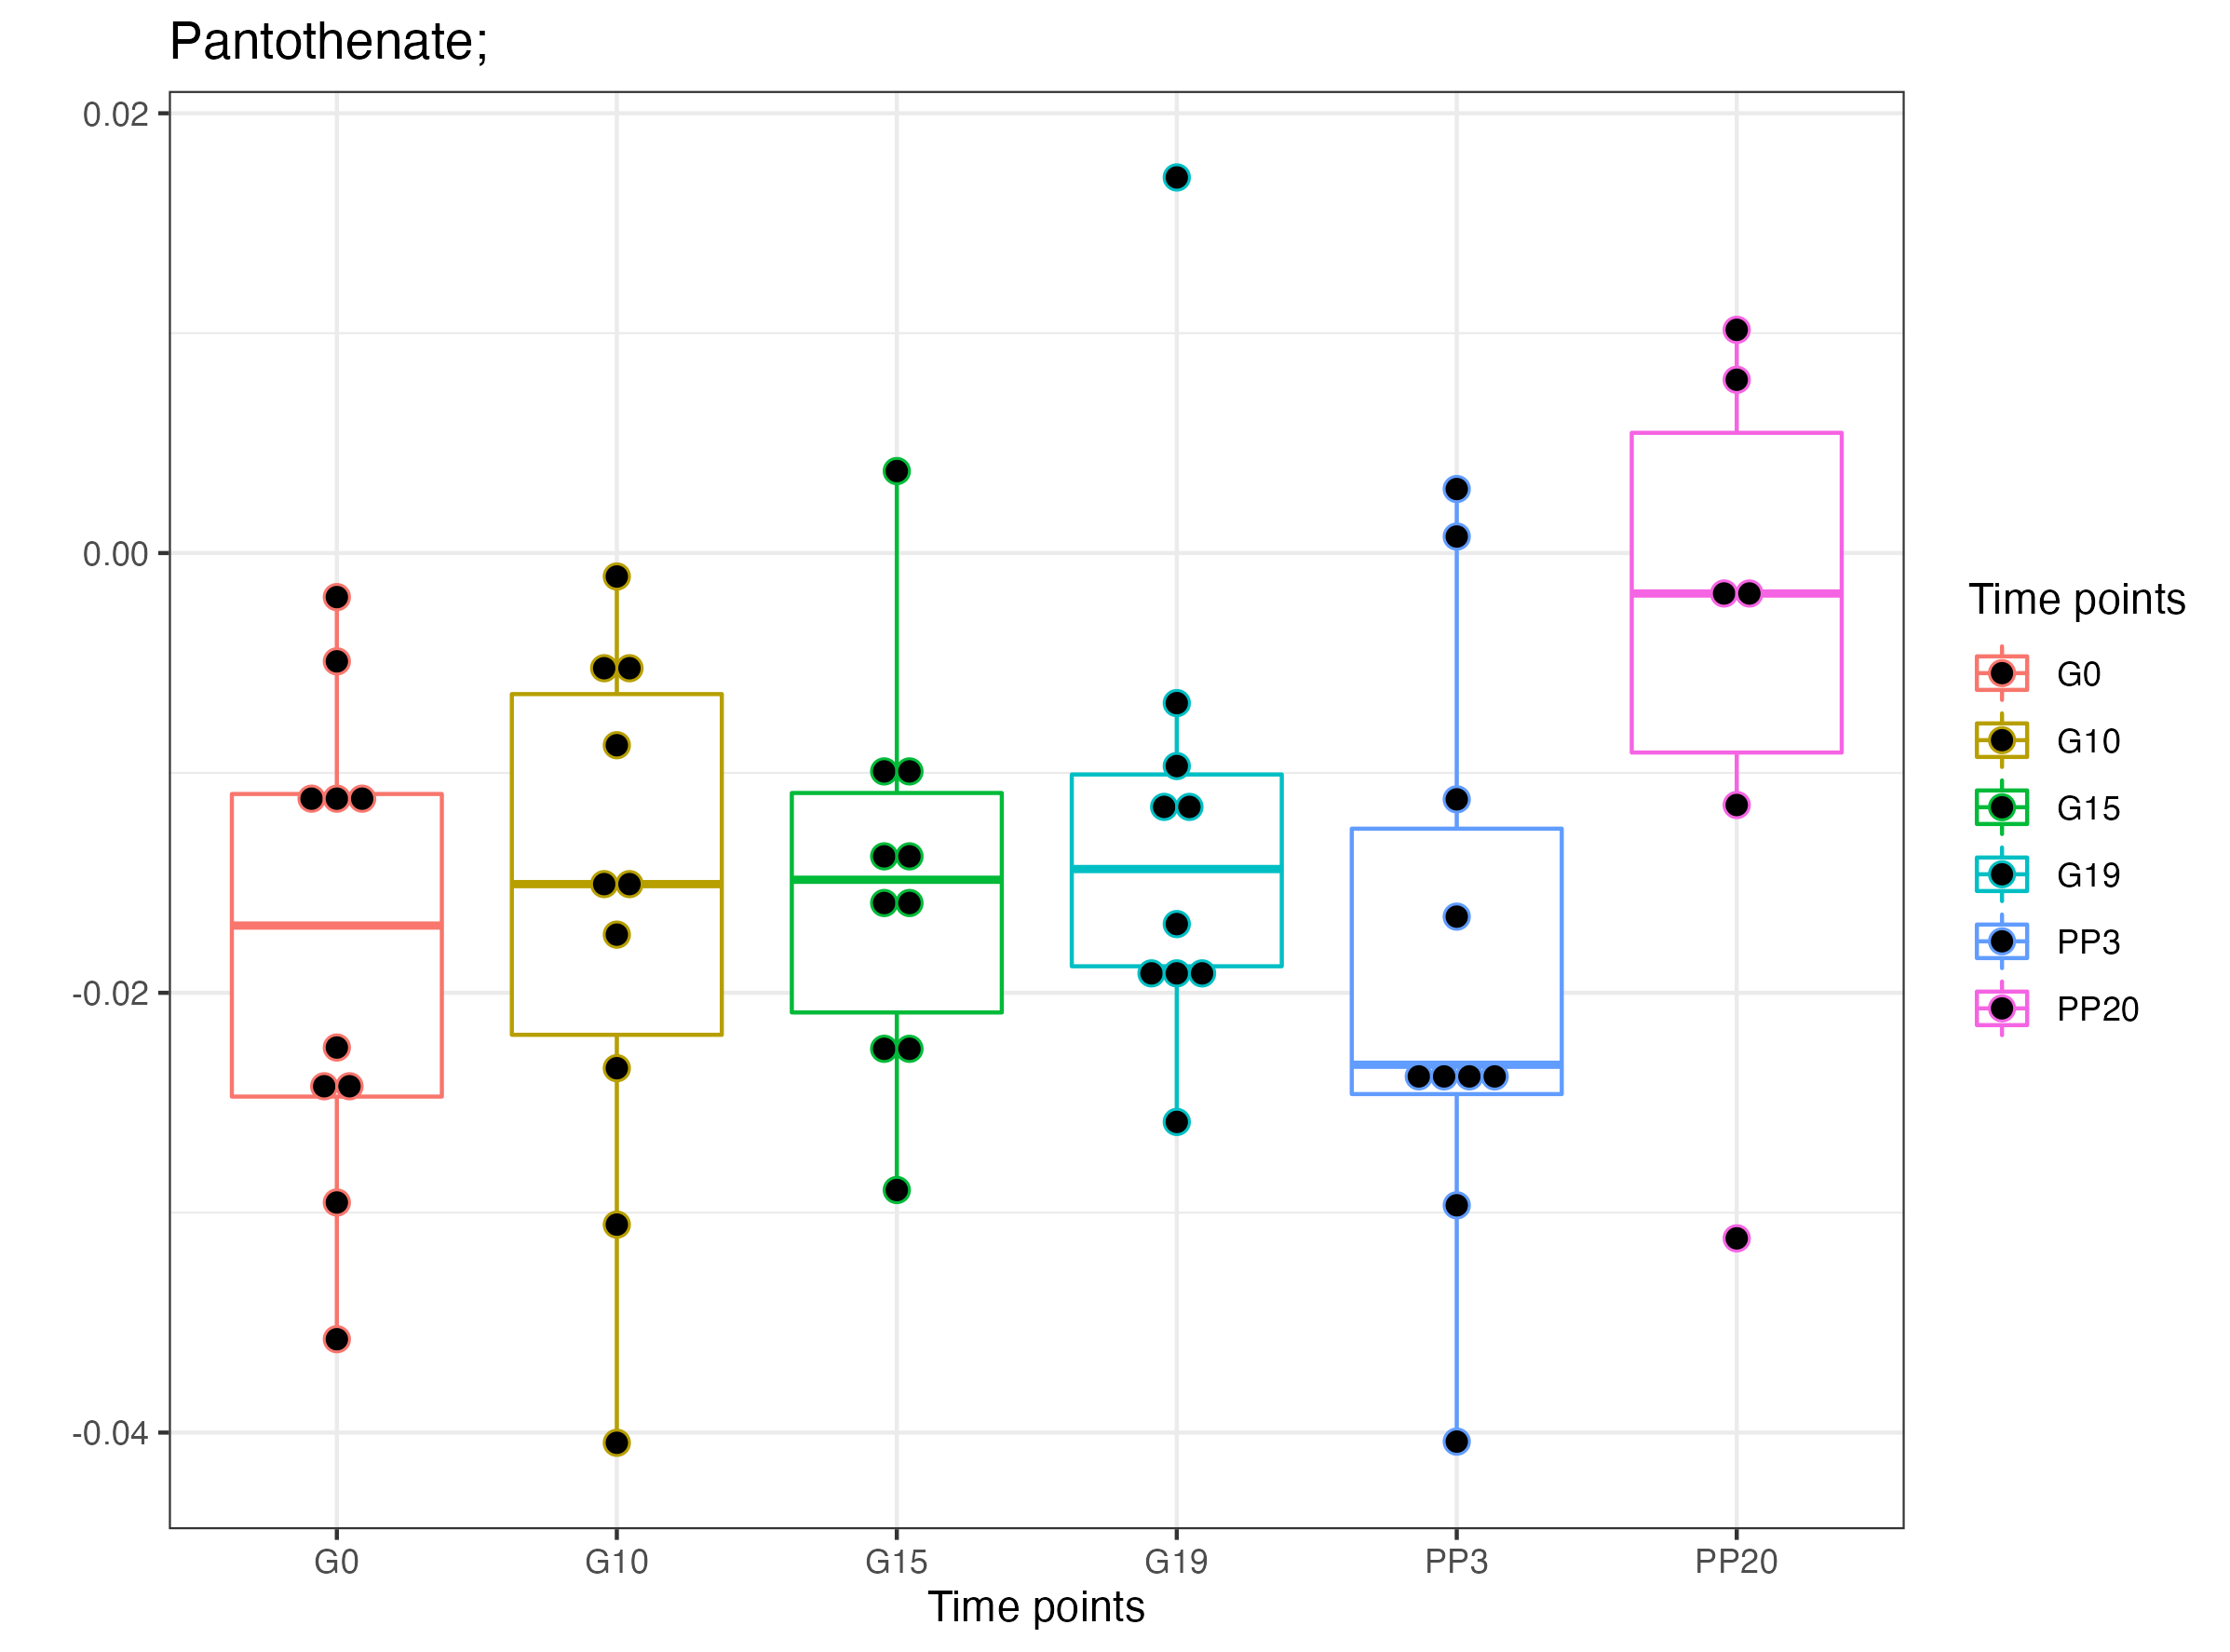 Pantothenate;
0.02
0.00
-0.02
-0.04
G0 G10 G15 G19 PP3 PP20
Time points
Time points
G0
G10
G15
G19
PP3
PP20